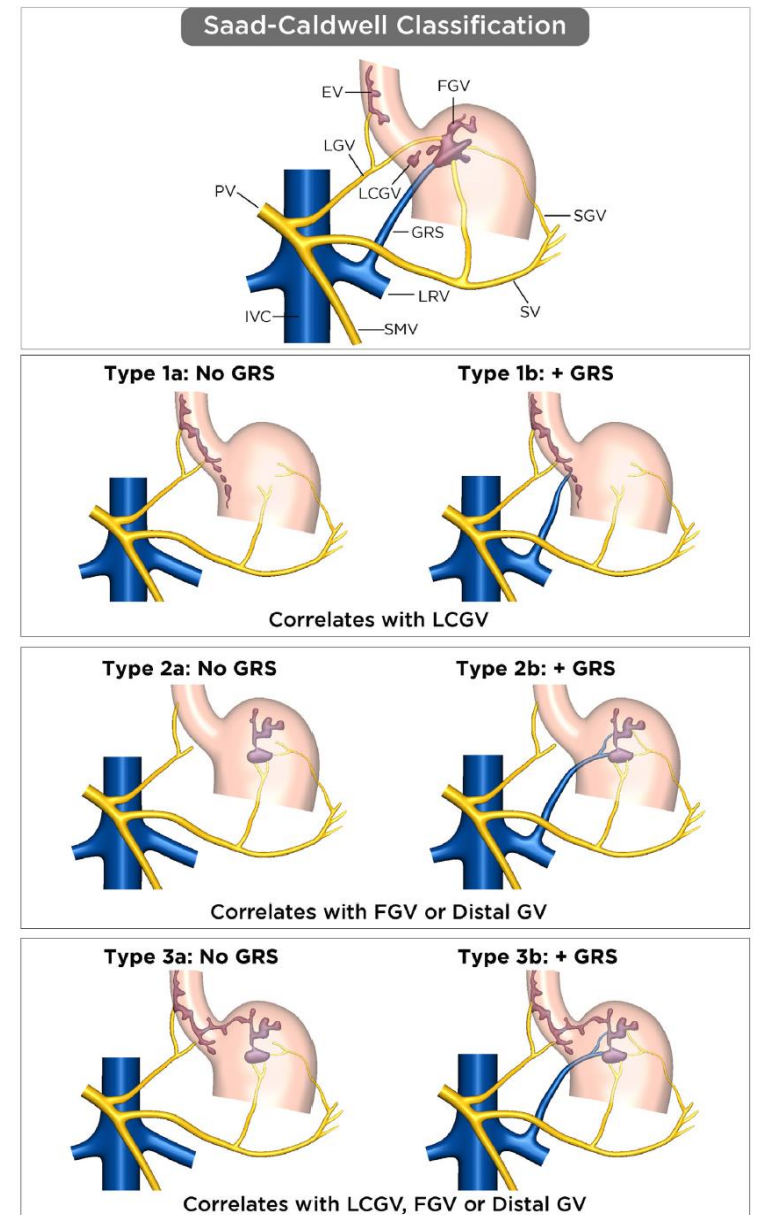 Saad-Caldwell Classification
EV
FGV
LGV
LCGV
PV
SGV
GRS
LRV
SV
IVC
SMV
Type 1a: No GRS
Type 1b: + GRS
Correlates with LCGV
Type 2a: No GRS
Type 2b: + GRS
Correlates with FGV or Distal GV
Type 3a: No GRS
Type 3b: + GRS
Correlates with LCGV, FGV or Distal GV